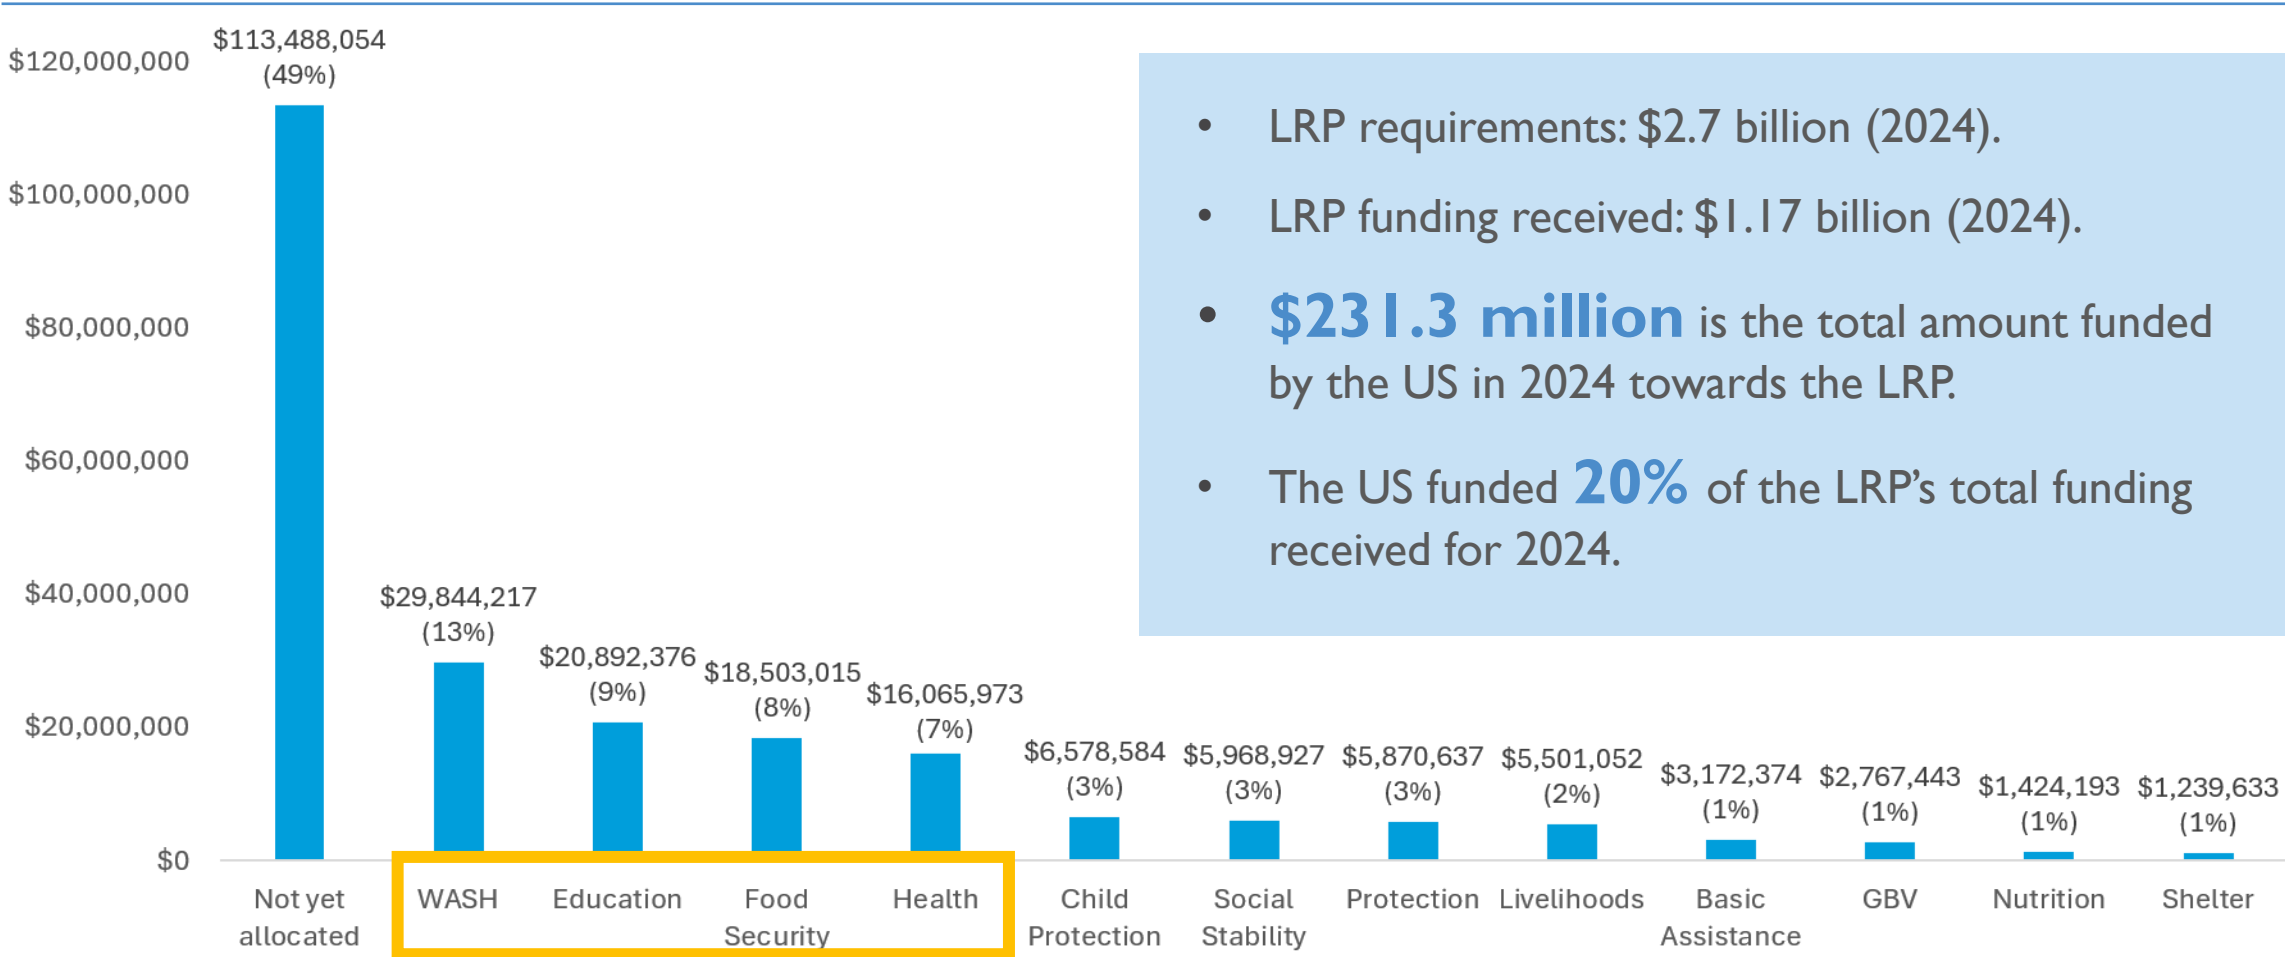 $120,000,000
$100,000,000
$80,000,000
$60,000,000
$40,000,000
$20,000,000
$0
$113,488,054
(49%)
$29,844,217
(13%)
$20,892,376
(9%)
$18,503,015
(8%)
$16,065,973
(7%)
$6,578,584
(3%)
$5,968,927
(3%)
$5,870,637
(3%)
$5,501,052
(2%)
$3,172,374
(1%)
$2,767,443
(1%)
$1,424,193
(1%)
$1,239,633
(1%)
Not yet
allocated
WASH
Education
Food
Security
Health
Child
Protection
Social
Stability
Protection
Livelihoods
Basic
Assistance
GBV
Nutrition
Shelter
• LRP requirements: $2.7 billion (2024).
• LRP funding received: $1.17 billion (2024).
• $231.3 million is the total amount funded
by the US in 2024 towards the LRP.
• The US funded 20% of the LRP’s total funding
received for 2024.